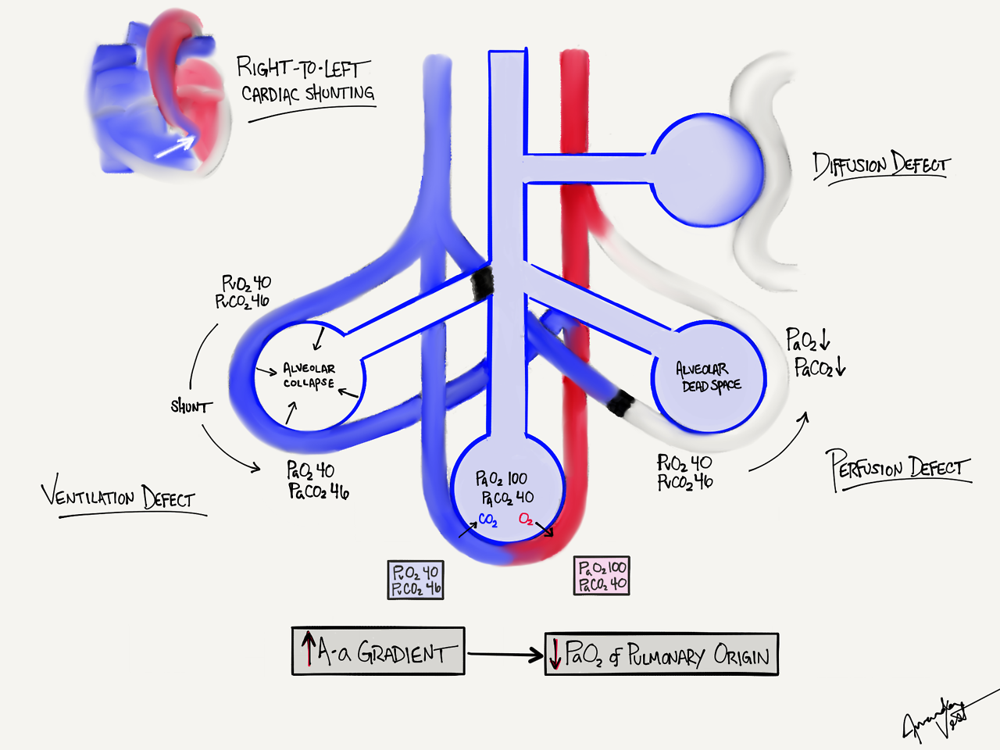 RIGHT-TO-LEFT
CARDIAC SHUNTING
DIFFUSION DEFECT
PvO₂ 40
PvCO₂ 46
ALVEOLAR
COLLAPSE
SHUNT
PaO₂ 40
PaCO₂ 46
VENTILATION DEFECT
PAO₂ 100
PACO₂ 40
CO₂ O₂
PvO₂ 40
PvCO₂ 46
PaO₂ 100
PaCO₂ 40
ALVEOLAR
DEAD SPACE
PaO₂↓
PaCO₂↓
PvO₂ 40
PvCO₂ 46
PERFUSION DEFECT
↑ A-a GRADIENT
↓ PaO₂ of PULMONARY ORIGIN